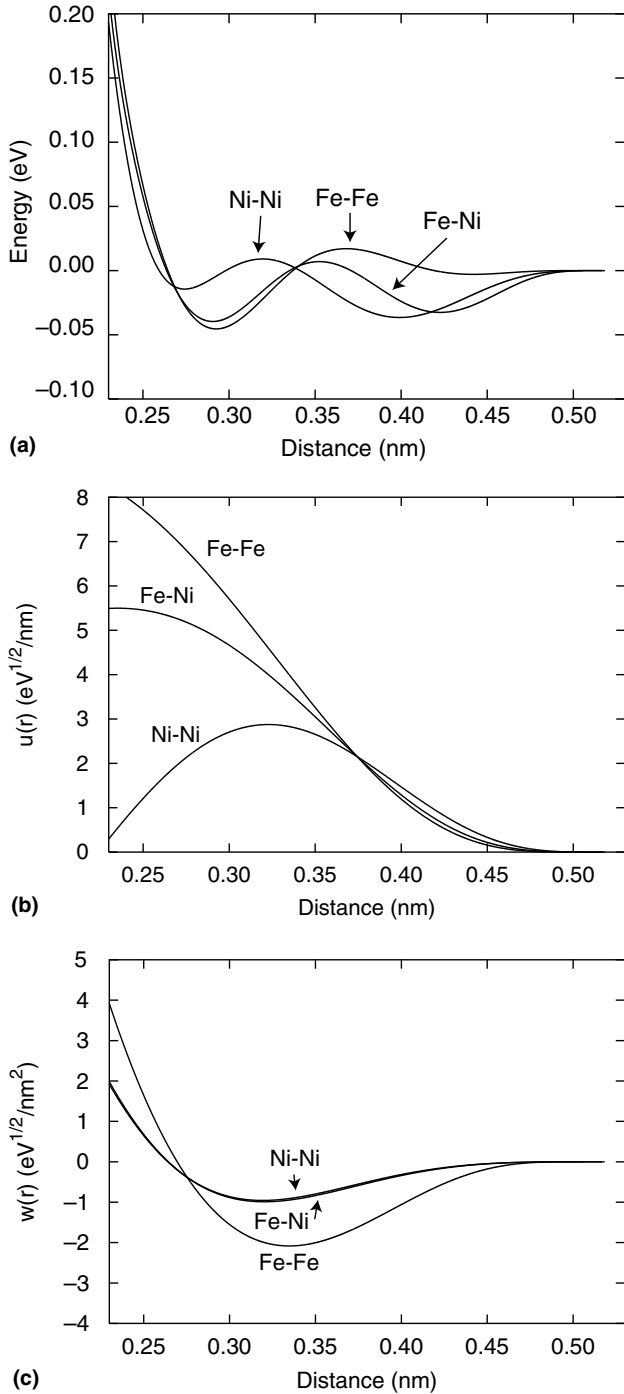 0.20
0.15
0.10
0.05
0.00
−0.05
−0.10
Energy (eV)
Ni-Ni
Fe-Fe
Fe-Ni
0.25 0.30 0.35 0.40 0.45 0.50
Distance (nm)
(a)
8
7
6
5
4
3
2
1
0
u(r) (eV1/2/nm)
Fe-Fe
Fe-Ni
Ni-Ni
0.25 0.30 0.35 0.40 0.45 0.50
Distance (nm)
(b)
5
4
3
2
1
0
−1
−2
−3
−4
w(r) (eV1/2/nm2)
Ni-Ni
Fe-Ni
Fe-Fe
0.25 0.30 0.35 0.40 0.45 0.50
Distance (nm)
(c)